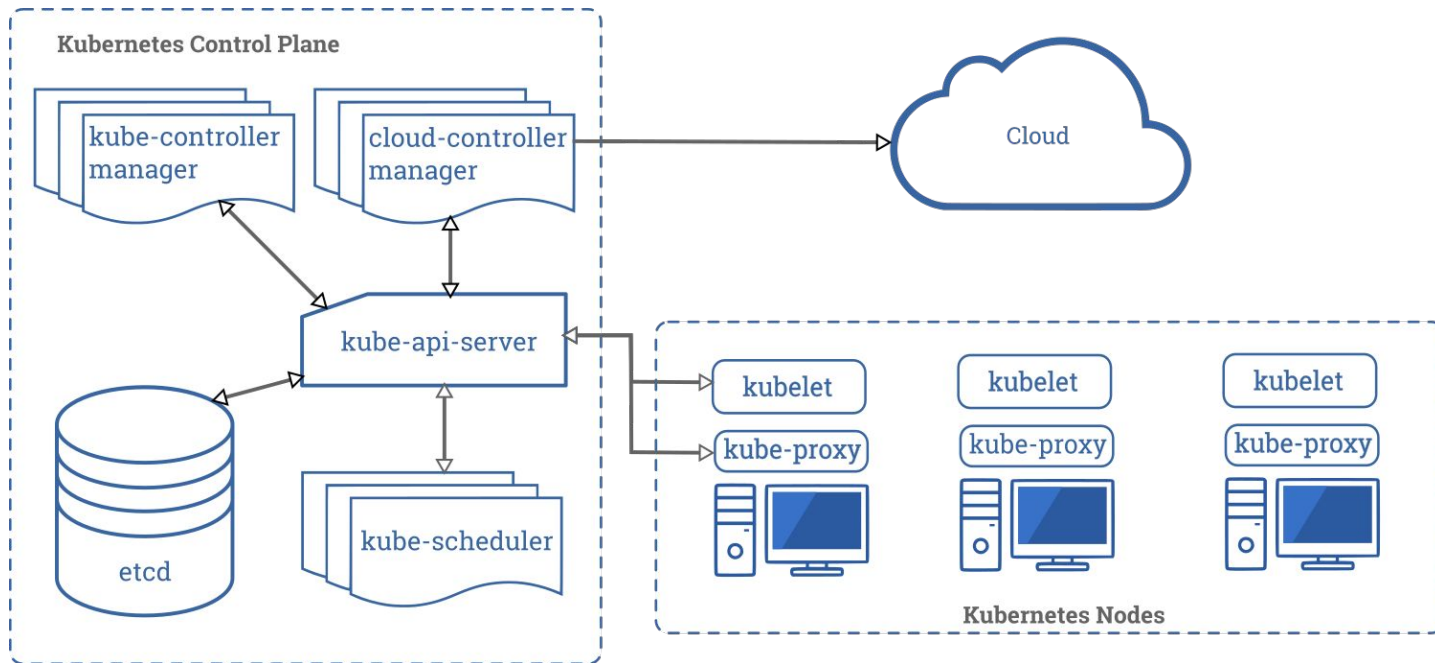 Kubernetes Control Plane
kube-controller
manager
cloud-controller
manager
Cloud
kube-api-server
etcd
kube-scheduler
kubelet
kube-proxy
kubelet
kube-proxy
kubelet
kube-proxy
Kubernetes Nodes